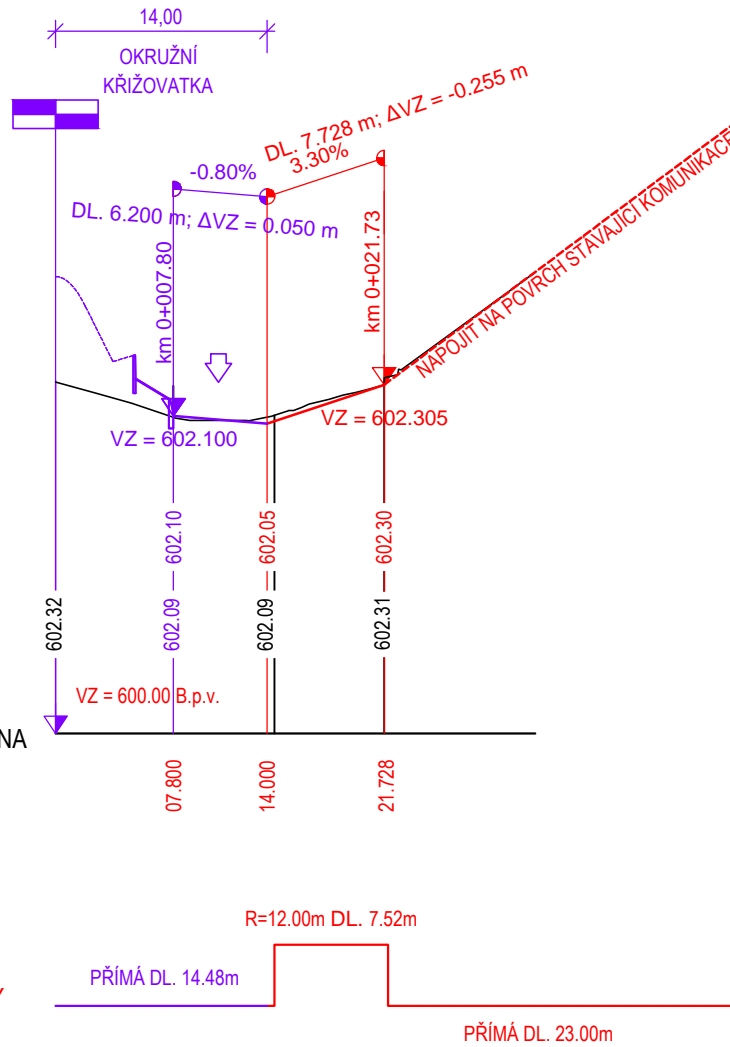 14,00
OKRUŽNÍ
KŘIŽOVATKA
DL. 7.728 m; ΔVZ = -0.255 m
3.30%
-0.80%
DL. 6.200 m; ΔVZ = 0.050 m
km 0+007.80
km 0+021.73
NAPOJIT NA POVRCH STÁVAJÍCÍ KOMUNIKACE
VZ = 602.100
VZ = 602.305
602.10
602.05
602.30
602.32
602.09
602.09
602.31
VZ = 600.00 B.p.v.
NA
07.800
14.000
21.728
R=12.00m DL. 7.52m
PŘÍMÁ DL. 14.48m
Y
PŘÍMÁ DL. 23.00m